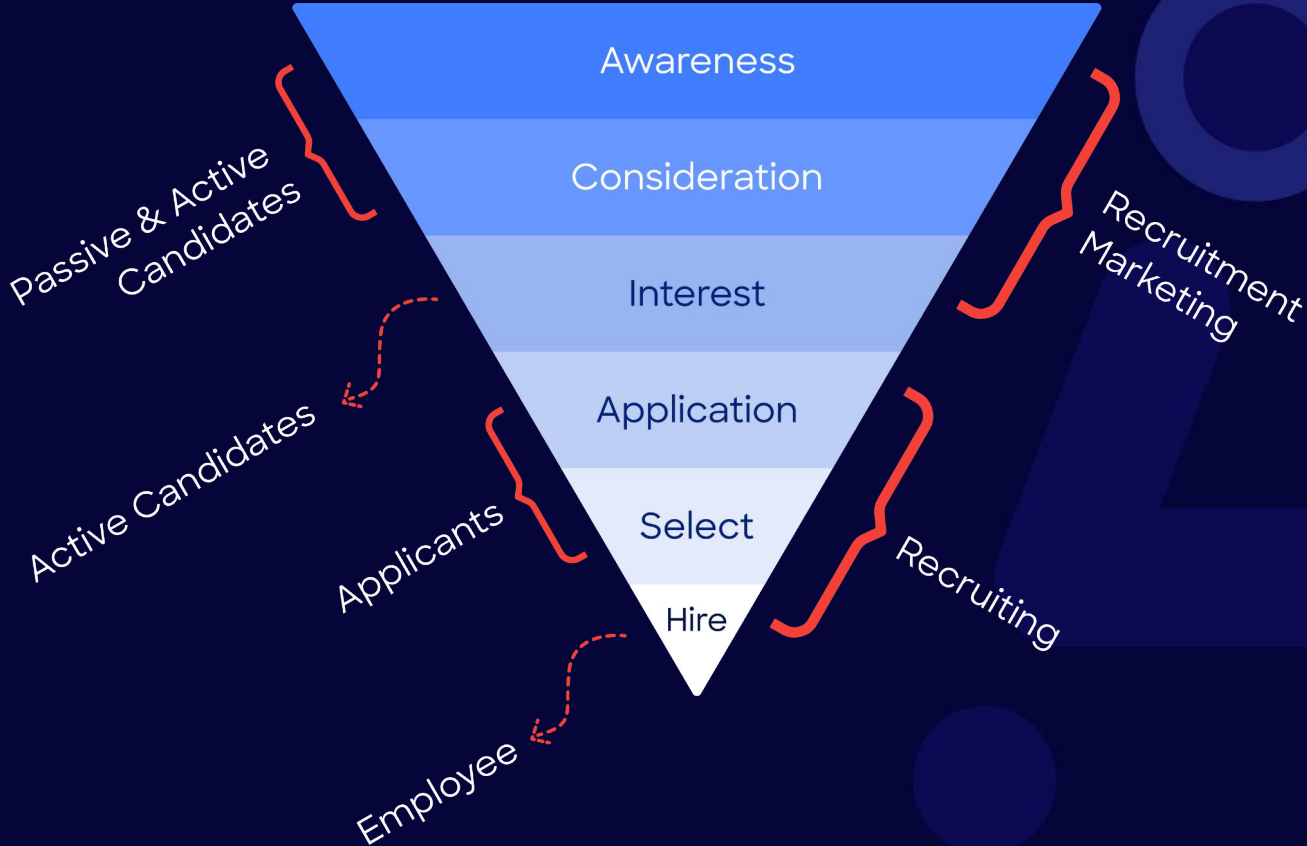 Awareness
Consideration
Interest
Application
Select
Hire
Passive & Active
Candidates
Active Candidates
Applicants
Employee
Recruitment
Marketing
Recruiting